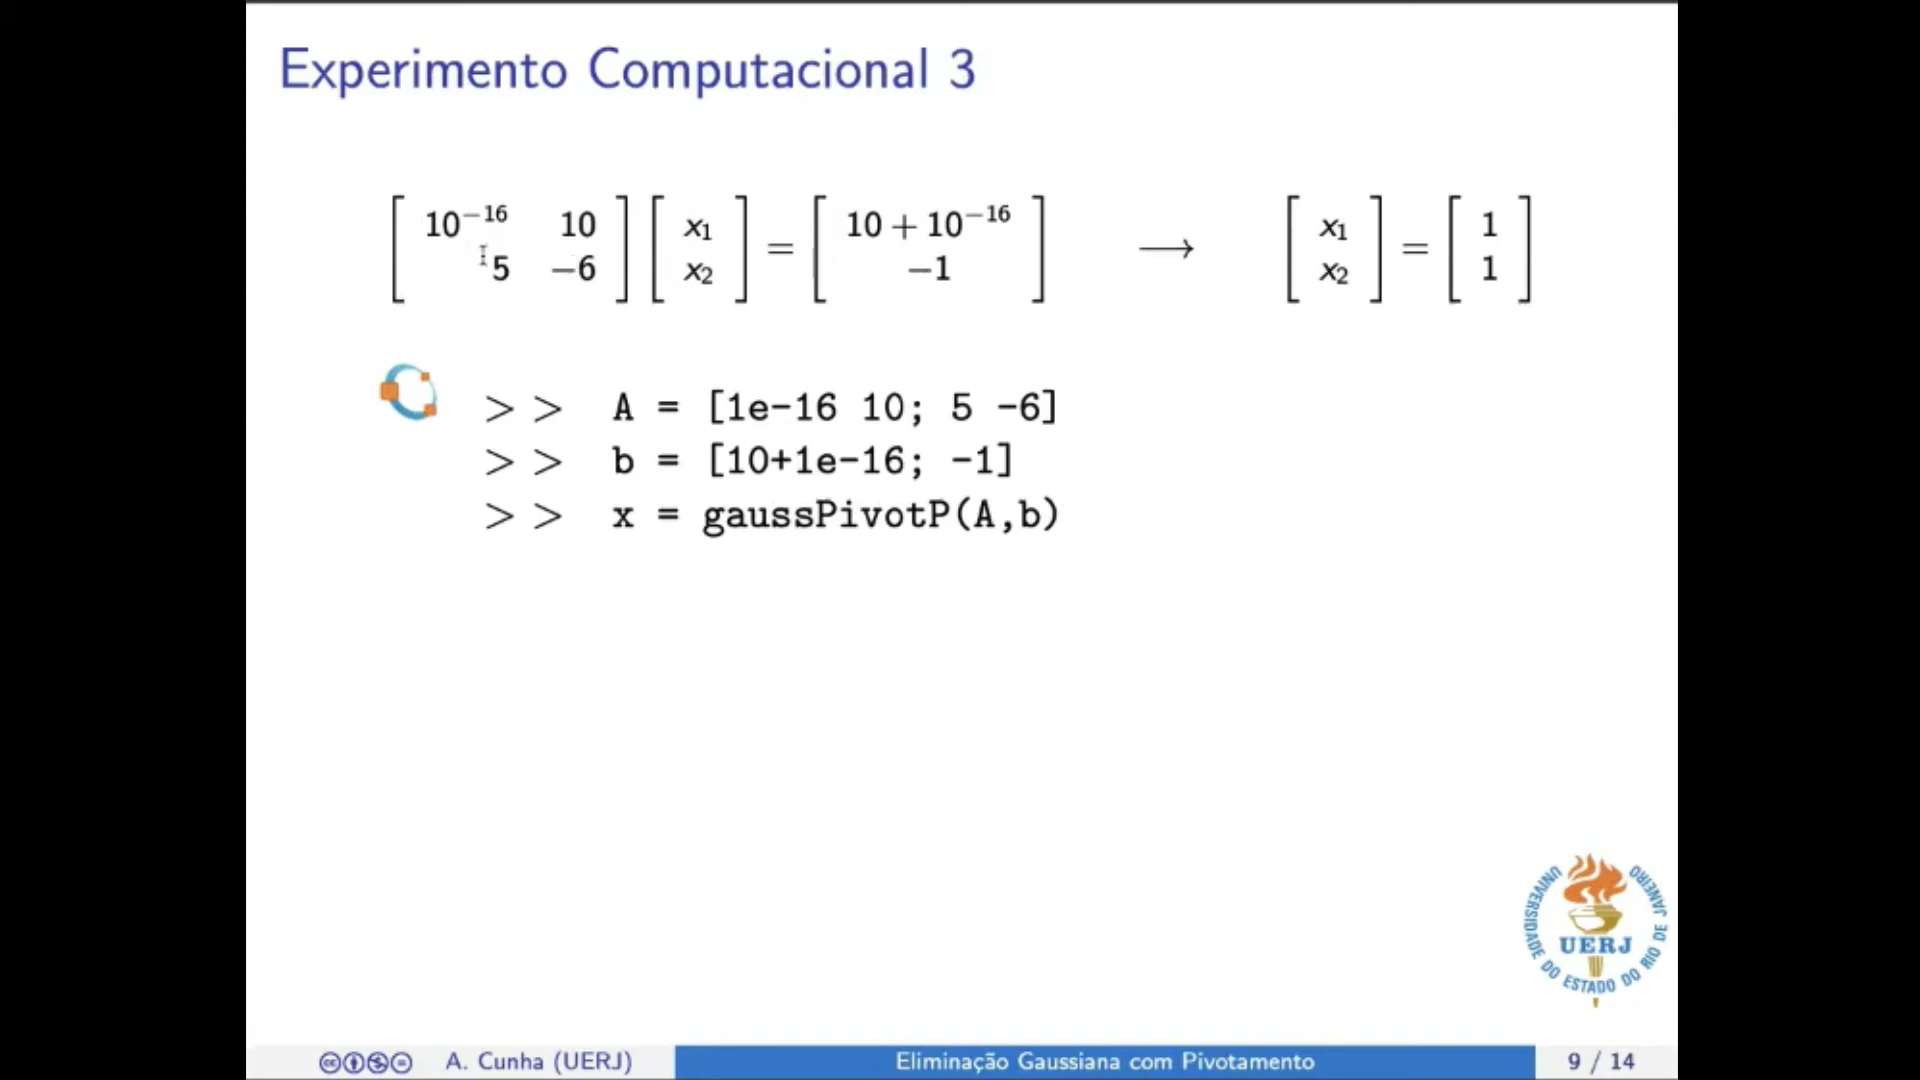 Experimento Computacional 3
[ 10⁻¹⁶ 10 ] [ x₁ ] = [ 10 + 10⁻¹⁶ ] ⟶ [ x₁ ] = [ 1 ]
[ 5 −6 ] [ x₂ ] [ −1 ] [ x₂ ] [ 1 ]
>> A = [1e-16 10; 5 -6]
>> b = [10+1e-16; -1]
>> x = gaussPivotP(A,b)
UNIVERSIDADE DO ESTADO DO RIO DE JANEIRO
UERJ
A. Cunha (UERJ) Eliminação Gaussiana com Pivotamento 9 / 14